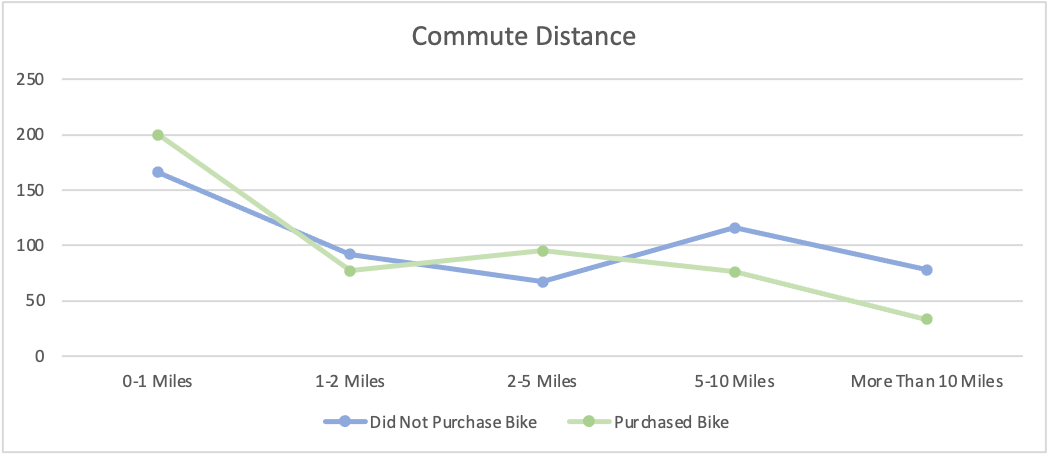 Commute Distance
250
200
150
100
50
0
0-1 Miles 1-2 Miles 2-5 Miles 5-10 Miles More Than 10 Miles
Did Not Purchase Bike Purchased Bike